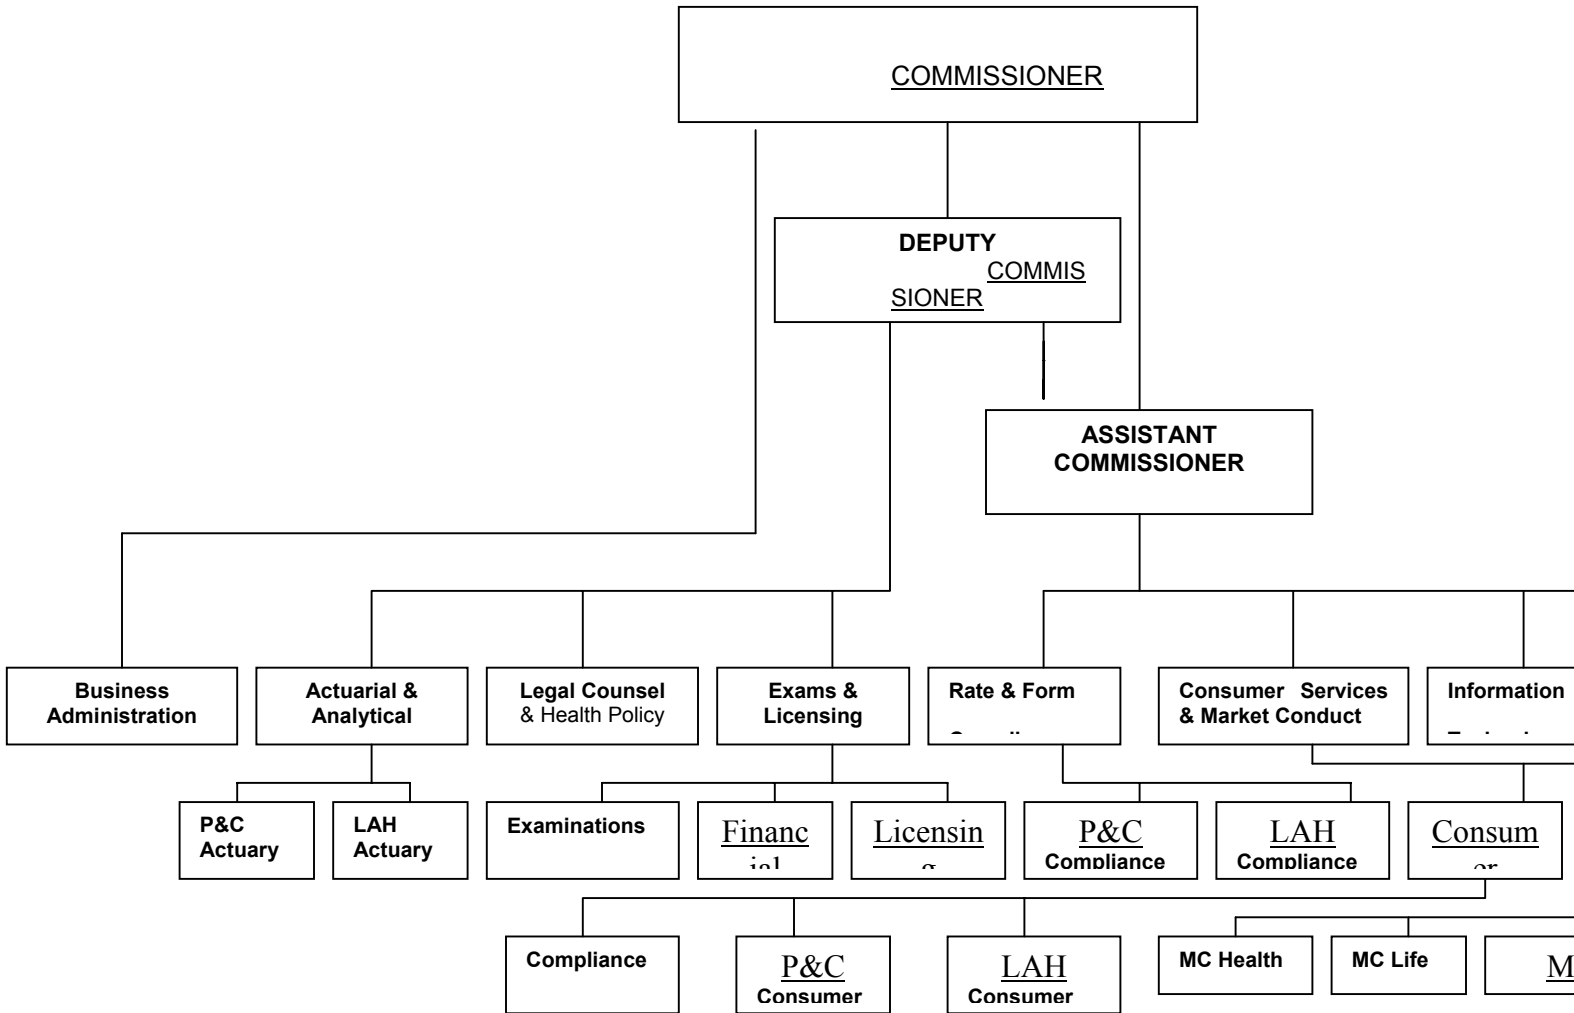 COMMISSIONER
DEPUTY
COMMIS
SIONER
ASSISTANT
COMMISSIONER
Business
Administration
Actuarial &
Analytical
Legal Counsel
& Health Policy
Exams &
Licensing
Rate & Form
Consumer Services
& Market Conduct
Information
P&C
Actuary
LAH
Actuary
Examinations
Financ
ial
Licensin
g
P&C
Compliance
LAH
Compliance
Consum
er
Compliance
P&C
Consumer
LAH
Consumer
MC Health
MC Life
M